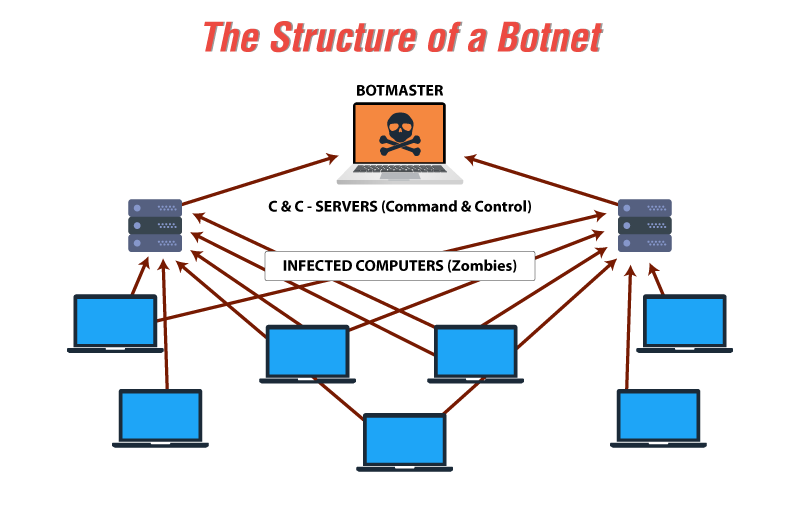 The Structure of a Botnet
BOTMASTER
C & C - SERVERS (Command & Control)
INFECTED COMPUTERS (Zombies)